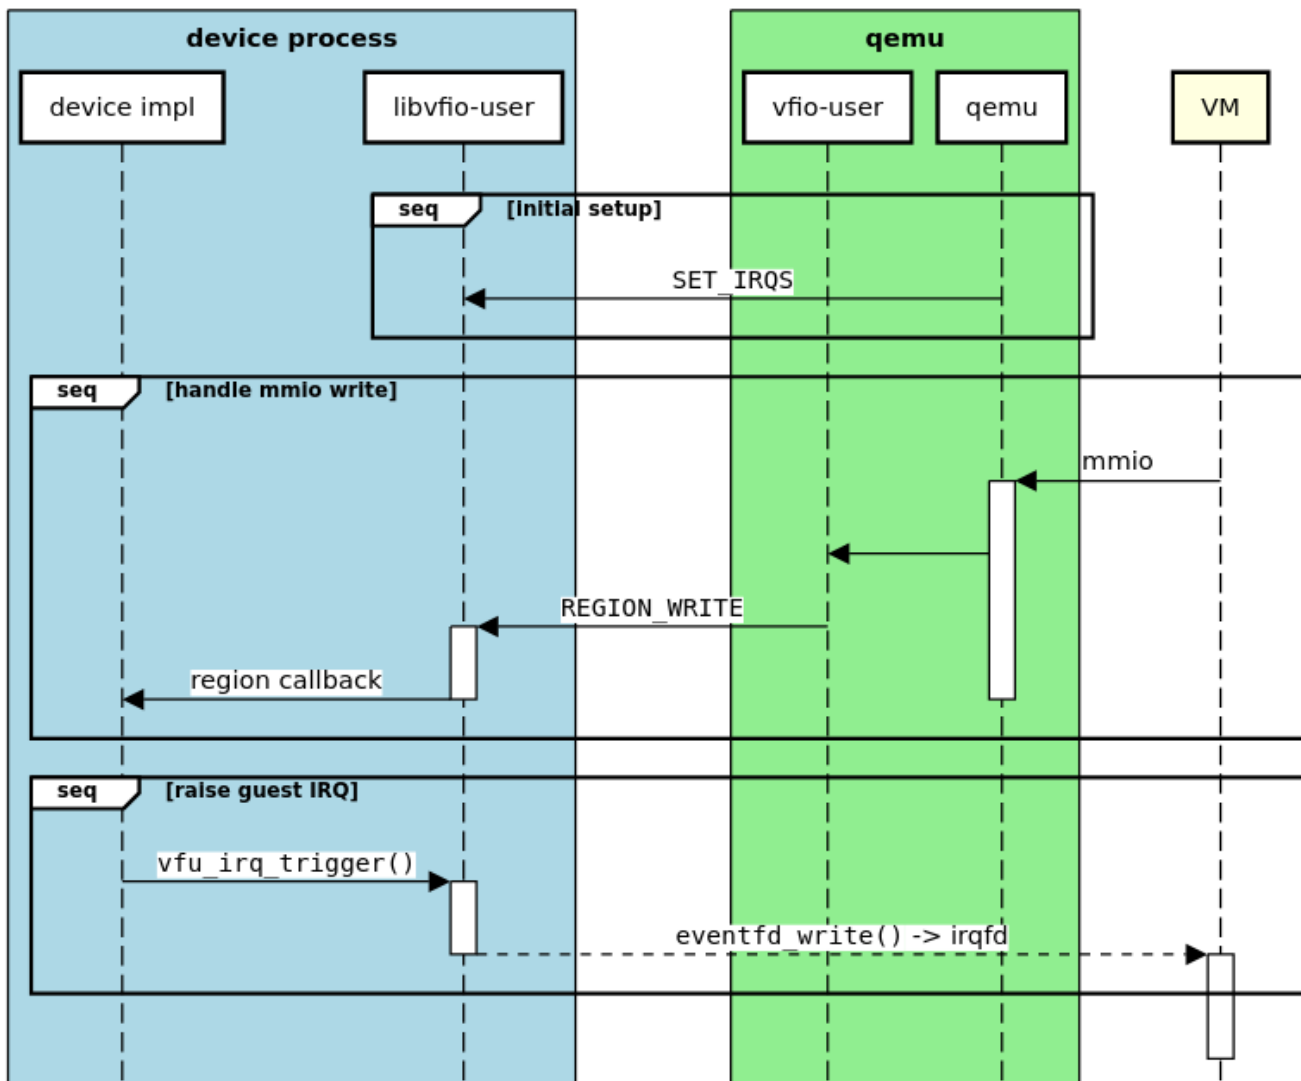 device process
qemu
device impl
libvfio-user
vfio-user
qemu
VM
seq [initial setup]
SET_IRQS
seq [handle mmio write]
mmio
REGION_WRITE
region callback
seq [raise guest IRQ]
vfu_irq_trigger()
eventfd_write() -> irqfd